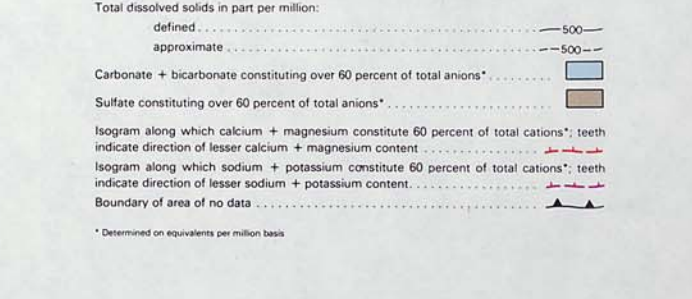 Total dissolved solids in part per million:
defined . . . . . . . . . . . . . . . . . . . . . . . . . . . . . . . . . . . . . . . . . . . . . . . . . . 500
approximate . . . . . . . . . . . . . . . . . . . . . . . . . . . . . . . . . . . . . . . . . . . . . 500
Carbonate + bicarbonate constituting over 60 percent of total anions* . . . . . . . . .
Sulfate constituting over 60 percent of total anions* . . . . . . . . . . . . . . . . . . . . . .
Isogram along which calcium + magnesium constitute 60 percent of total cations*; teeth
indicate direction of lesser calcium + magnesium content . . . . . . . . . . . . . . . .
Isogram along which sodium + potassium constitute 60 percent of total cations*; teeth
indicate direction of lesser sodium + potassium content. . . . . . . . . . . . . . . . . . .
Boundary of area of no data . . . . . . . . . . . . . . . . . . . . . . . . . . . . . . . . . . . . . .
* Determined on equivalents per million basis